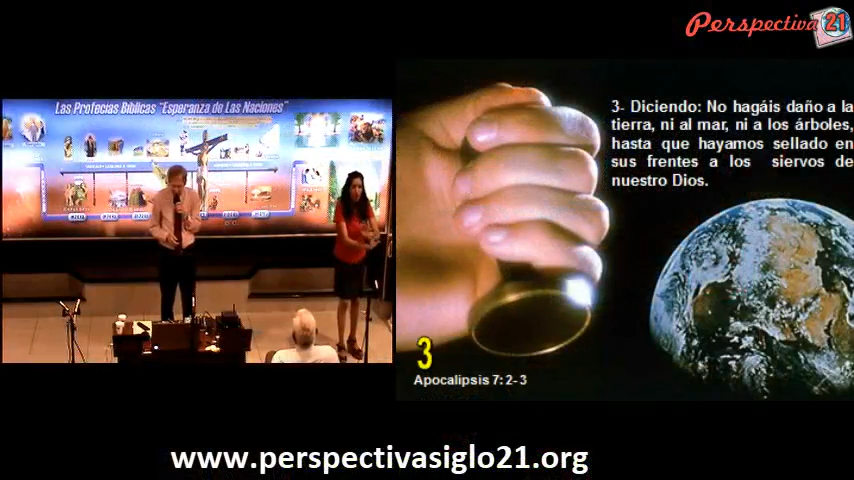 Perspectiva 21
Las Profecías Bíblicas "Esperanza de Las Naciones"
3- Diciendo: No hagáis daño a la
tierra, ni al mar, ni a los árboles,
hasta que hayamos sellado en
sus frentes a los siervos de
nuestro Dios.
3
Apocalipsis 7: 2- 3
www.perspectivasiglo21.org